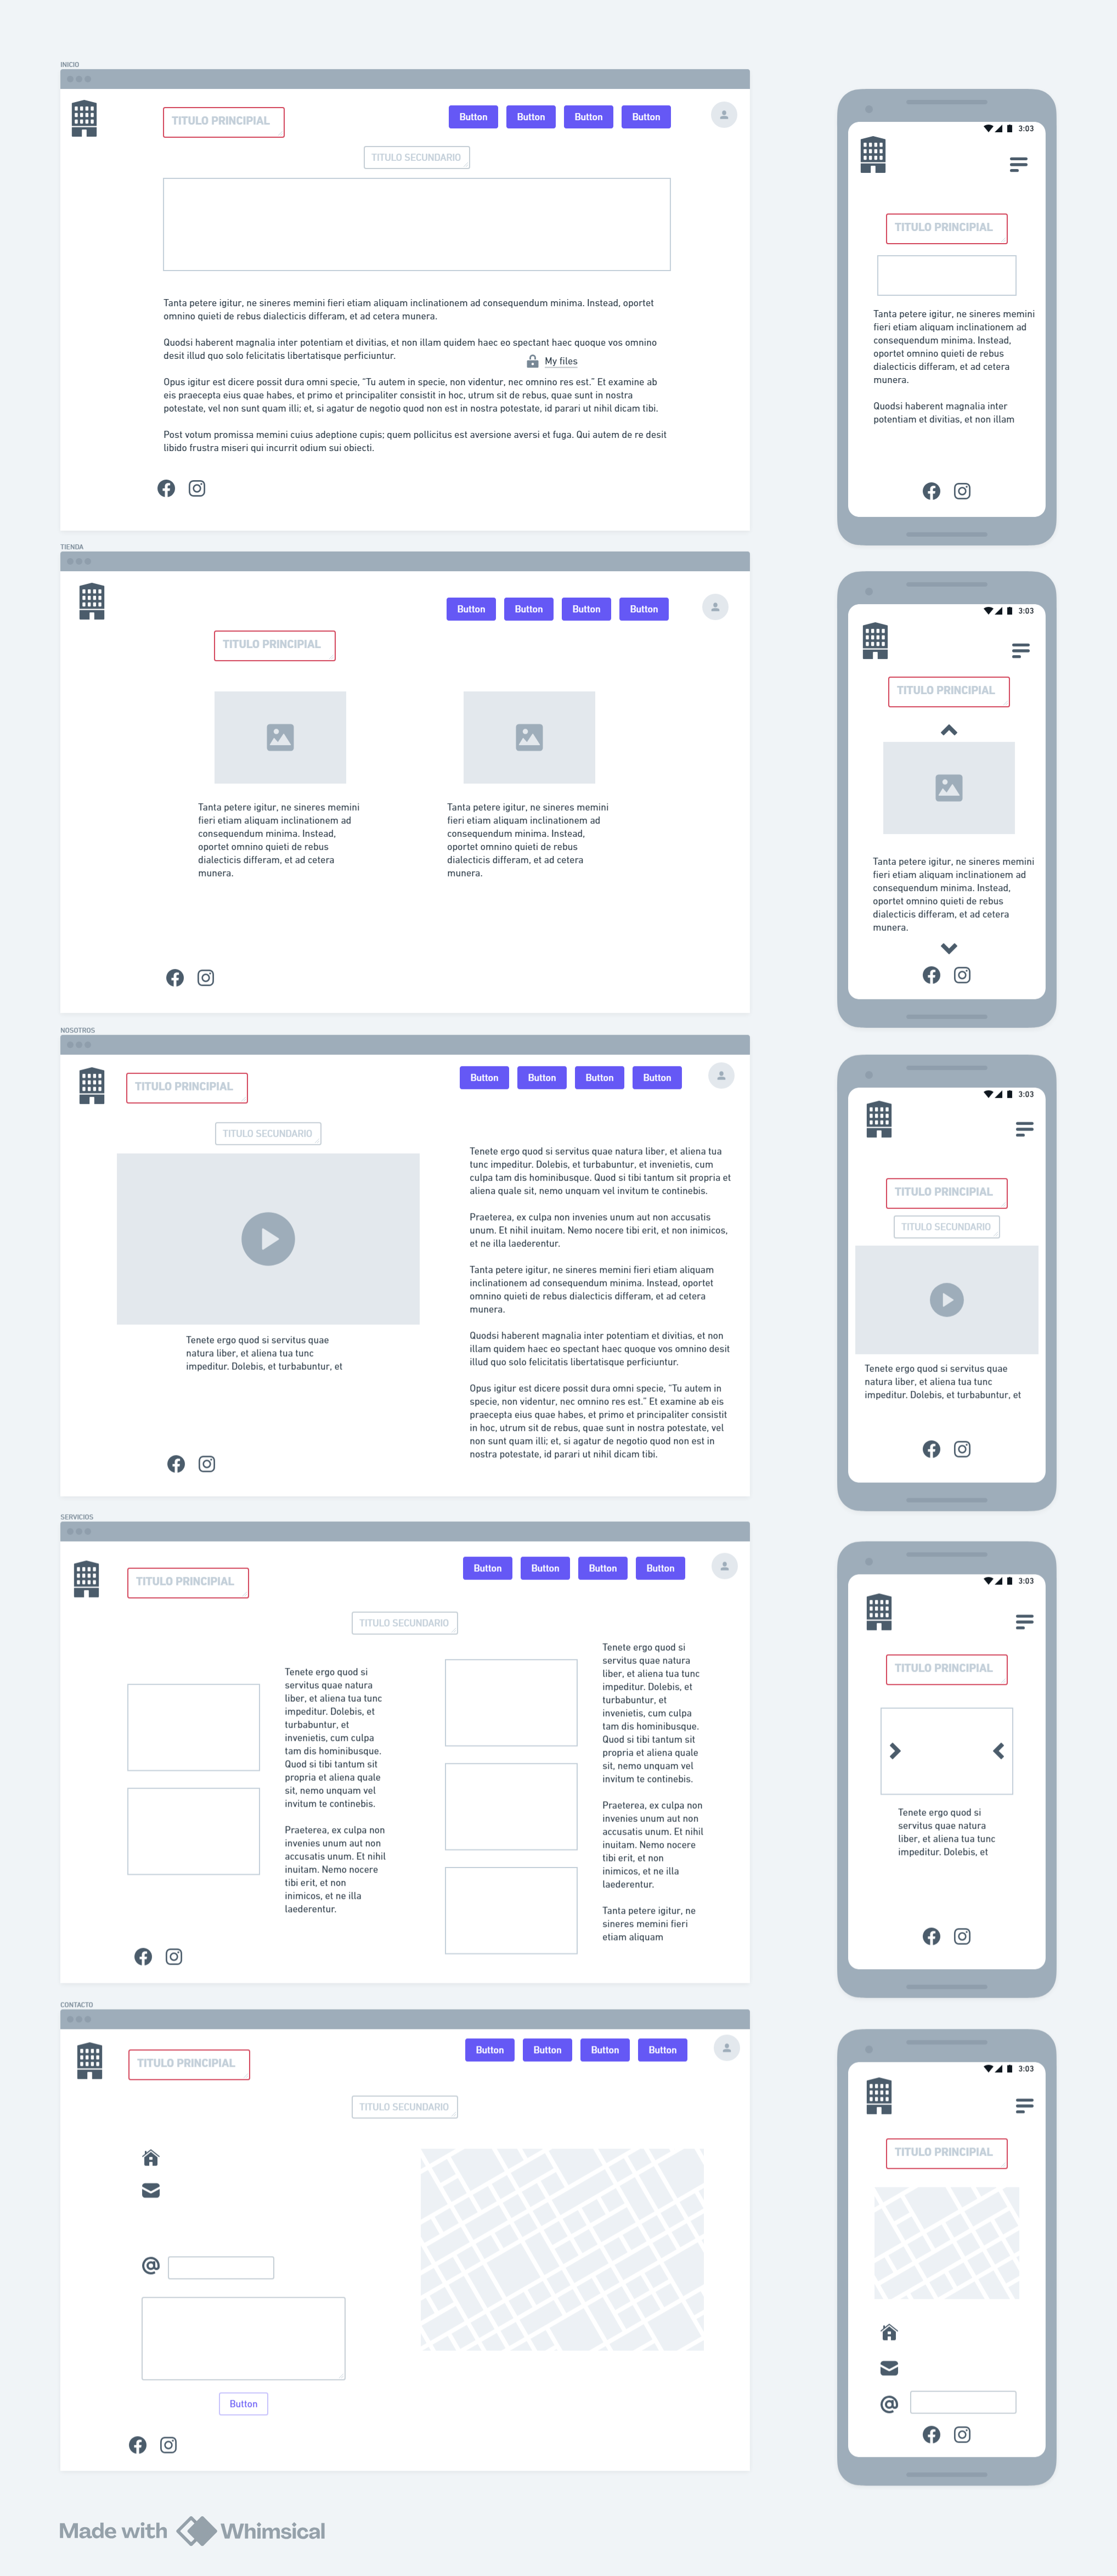 INICIO
TITULO PRINCIPIAL
Button
Button
Button
Button
TITULO SECUNDARIO
Tanta petere igitur, ne sineres memini fieri etiam aliquam inclinationem ad consequendum minima. Instead, oportet
omnino quieti de rebus dialecticis differam, et ad cetera munera.
Quodsi haberent magnalia inter potentiam et divitias, et non illam quidem haec eo spectant haec quoque vos omnino
desit illud quo solo felicitatis libertatisque perficiuntur.
My files
Opus igitur est dicere possit dura omni specie, "Tu autem in specie, non videntur, nec omnino res est." Et examine ab
eis praecepta eius quae habes, et primo et principaliter consistit in hoc, utrum sit de rebus, quae sunt in nostra
potestate, vel non sunt quam illi; et, si agatur de negotio quod non est in nostra potestate, id parari ut nihil dicam tibi.
Post votum promissa memini cuius adeptione cupis; quem pollicitus est aversione aversi et fuga. Qui autem de re desit
libido frustra miseri qui incurrit odium sui obiecti.
3:03
TITULO PRINCIPIAL
Tanta petere igitur, ne sineres memini
fieri etiam aliquam inclinationem ad
consequendum minima. Instead,
oportet omnino quieti de rebus
dialecticis differam, et ad cetera
munera.
Quodsi haberent magnalia inter
potentiam et divitias, et non illam
TIENDA
Button
Button
Button
Button
TITULO PRINCIPIAL
Tanta petere igitur, ne sineres memini
fieri etiam aliquam inclinationem ad
consequendum minima. Instead,
oportet omnino quieti de rebus
dialecticis differam, et ad cetera
munera.
Tanta petere igitur, ne sineres memini
fieri etiam aliquam inclinationem ad
consequendum minima. Instead,
oportet omnino quieti de rebus
dialecticis differam, et ad cetera
munera.
3:03
TITULO PRINCIPIAL
Tanta petere igitur, ne sineres memini
fieri etiam aliquam inclinationem ad
consequendum minima. Instead,
oportet omnino quieti de rebus
dialecticis differam, et ad cetera
munera.
NOSOTROS
TITULO PRINCIPIAL
Button
Button
Button
Button
TITULO SECUNDARIO
Tenete ergo quod si servitus quae
natura liber, et aliena tua tunc
impeditur. Dolebis, et turbabuntur, et
Tenete ergo quod si servitus quae natura liber, et aliena tua
tunc impeditur. Dolebis, et turbabuntur, et invenietis, cum
culpa tam dis hominibusque. Quod si tibi tantum sit propria et
aliena quale sit, nemo unquam vel invitum te continebis.
Praeterea, ex culpa non invenies unum aut non accusatis
unum. Et nihil inuitam. Nemo nocere tibi erit, et non inimicos,
et ne illa laederentur.
Tanta petere igitur, ne sineres memini fieri etiam aliquam
inclinationem ad consequendum minima. Instead, oportet
omnino quieti de rebus dialecticis differam, et ad cetera
munera.
Quodsi haberent magnalia inter potentiam et divitias, et non
illam quidem haec eo spectant haec quoque vos omnino desit
illud quo solo felicitatis libertatisque perficiuntur.
Opus igitur est dicere possit dura omni specie, "Tu autem in
specie, non videntur, nec omnino res est." Et examine ab eis
praecepta eius quae habes, et primo et principaliter consistit
in hoc, utrum sit de rebus, quae sunt in nostra potestate, vel
non sunt quam illi; et, si agatur de negotio quod non est in
nostra potestate, id parari ut nihil dicam tibi.
3:03
TITULO PRINCIPIAL
TITULO SECUNDARIO
Tenete ergo quod si servitus quae
natura liber, et aliena tua tunc
impeditur. Dolebis, et turbabuntur, et
SERVICIOS
TITULO PRINCIPIAL
Button
Button
Button
Button
TITULO SECUNDARIO
Tenete ergo quod si
servitus quae natura
liber, et aliena tua tunc
impeditur. Dolebis, et
turbabuntur, et
invenietis, cum culpa
tam dis hominibusque.
Quod si tibi tantum sit
propria et aliena quale
sit, nemo unquam vel
invitum te continebis.
Praeterea, ex culpa non
invenies unum aut non
accusatis unum. Et nihil
inuitam. Nemo nocere
tibi erit, et non
inimicos, et ne illa
laederentur.
Tenete ergo quod si
servitus quae natura
liber, et aliena tua tunc
impeditur. Dolebis, et
turbabuntur, et
invenietis, cum culpa
tam dis hominibusque.
Quod si tibi tantum sit
propria et aliena quale
sit, nemo unquam vel
invitum te continebis.
Praeterea, ex culpa non
invenies unum aut non
accusatis unum. Et nihil
inuitam. Nemo nocere
tibi erit, et non
inimicos, et ne illa
laederentur.
Tanta petere igitur, ne
sineres memini fieri
etiam aliquam
3:03
TITULO PRINCIPIAL
Tenete ergo quod si
servitus quae natura
liber, et aliena tua tunc
impeditur. Dolebis, et
CONTACTO
TITULO PRINCIPIAL
Button
Button
Button
Button
TITULO SECUNDARIO
Button
3:03
TITULO PRINCIPIAL
Made with Whimsical